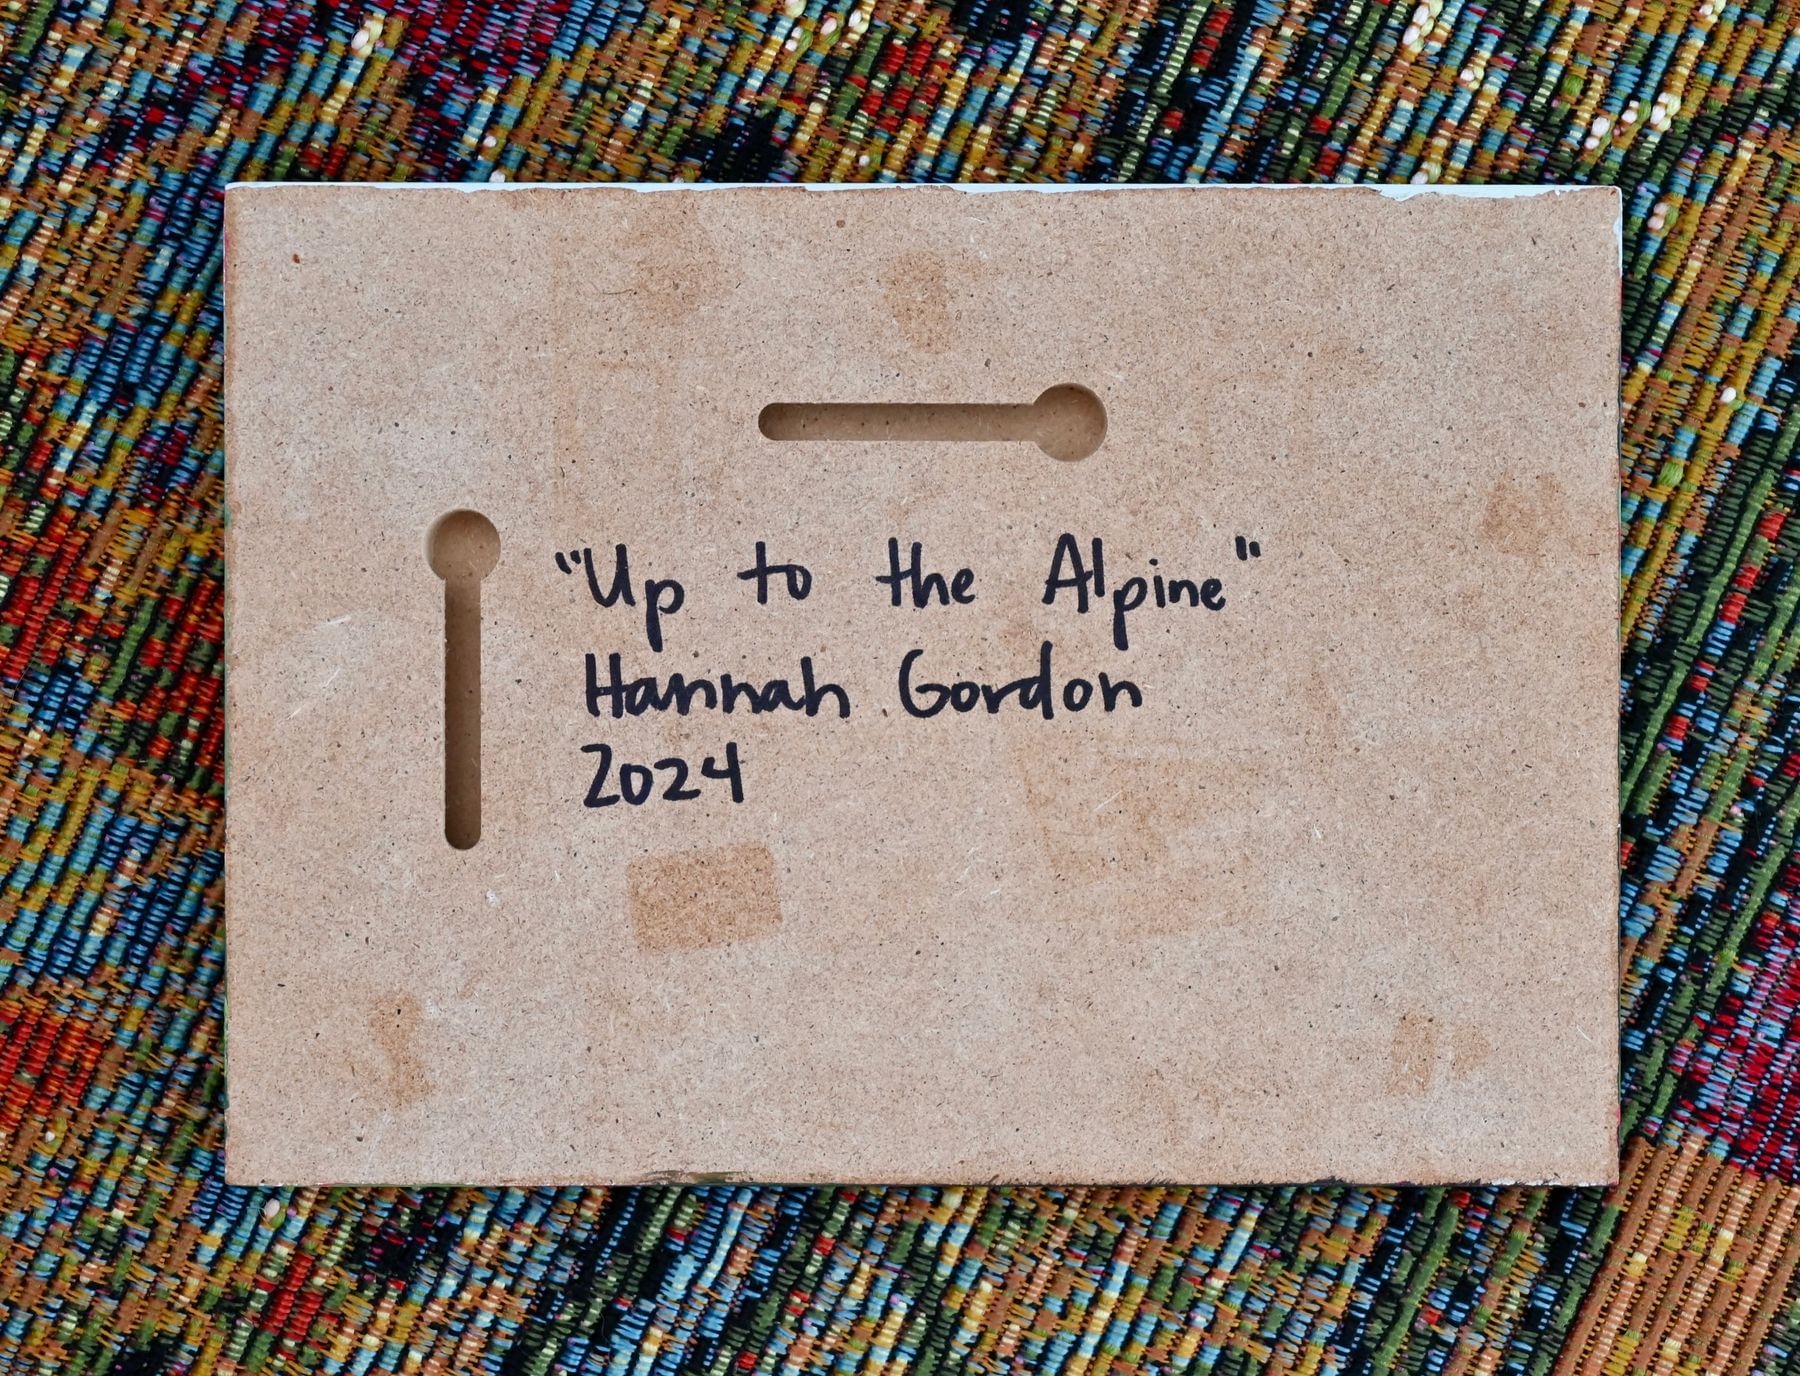 "Up to the Alpine"
Hannah Gordon
2024